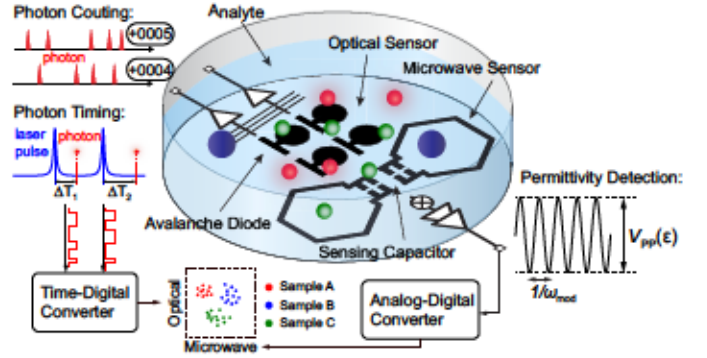 Photon Couting:
+0005
photon
+0004
Photon Timing:
laser
pulse
photon
ΔT1
ΔT2
Analyte
Optical Sensor
Microwave Sensor
Avalanche Diode
Sensing Capacitor
Permittivity Detection:
VPP(ε)
1/ωmod
Time-Digital
Converter
Optical
Microwave
Sample A
Sample B
Sample C
Analog-Digital
Converter